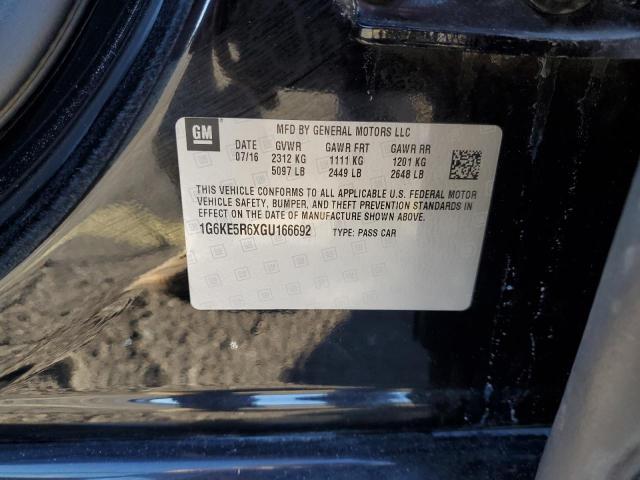 GM
MFD BY GENERAL MOTORS LLC
DATE GVWR GAWR FRT GAWR RR
07/16 2312 KG 1111 KG 1201 KG
5097 LB 2449 LB 2648 LB
THIS VEHICLE CONFORMS TO ALL APPLICABLE U.S. FEDERAL MOTOR
VEHICLE SAFETY, BUMPER, AND THEFT PREVENTION STANDARDS
IN EFFECT ON THE DATE OF MANUFACTURE SHOWN ABOVE.
1G6KE5R6XGU166692 TYPE: PASS CAR